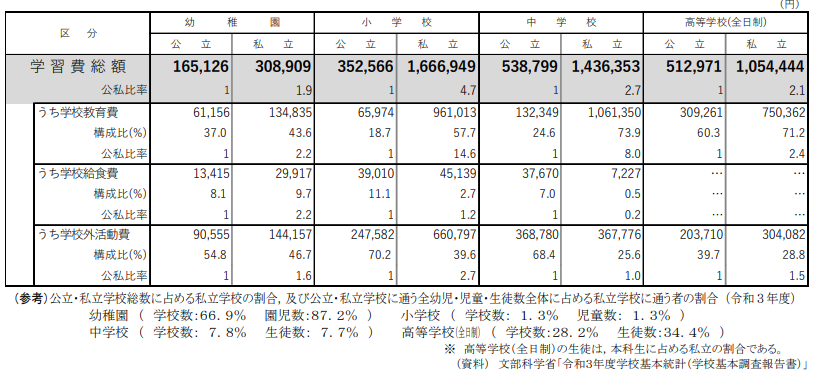 (円)
区 分 幼 稚 園 小 学 校 中 学 校 高等学校(全日制)
公 立 私 立 公 立 私 立 公 立 私 立 公 立 私 立
学習費総額 165,126 308,909 352,566 1,666,949 538,799 1,436,353 512,971 1,054,444
公私比率 1 1.9 1 4.7 1 2.7 1 2.1
うち学校教育費 61,156 134,835 65,974 961,013 132,349 1,061,350 309,261 750,362
構成比(%) 37.0 43.6 18.7 57.7 24.6 73.9 60.3 71.2
公私比率 1 2.2 1 14.6 1 8.0 1 2.4
うち学校給食費 13,415 29,917 39,010 45,139 37,670 7,227 … …
構成比(%) 8.1 9.7 11.1 2.7 7.0 0.5 … …
公私比率 1 2.2 1 1.2 1 0.2 … …
うち学校外活動費 90,555 144,157 247,582 660,797 368,780 367,776 203,710 304,082
構成比(%) 54.8 46.7 70.2 39.6 68.4 25.6 39.7 28.8
公私比率 1 1.6 1 2.7 1 1.0 1 1.5
(参考)公立・私立学校総数に占める私立学校の割合,及び公立・私立学校に通う全幼児・児童・生徒数全体に占める私立学校に通う者の割合 (令和3年度)
幼稚園 ( 学校数:66.9% 園児数:87.2% ) 小学校 ( 学校数: 1.3% 児童数: 1.3% )
中学校 ( 学校数: 7.8% 生徒数: 7.7% ) 高等学校(全日制) ( 学校数:28.2% 生徒数:34.4% )
※ 高等学校(全日制)の生徒は,本科生に占める私立の割合である。
(資料) 文部科学省「令和3年度学校基本統計(学校基本調査報告書)」